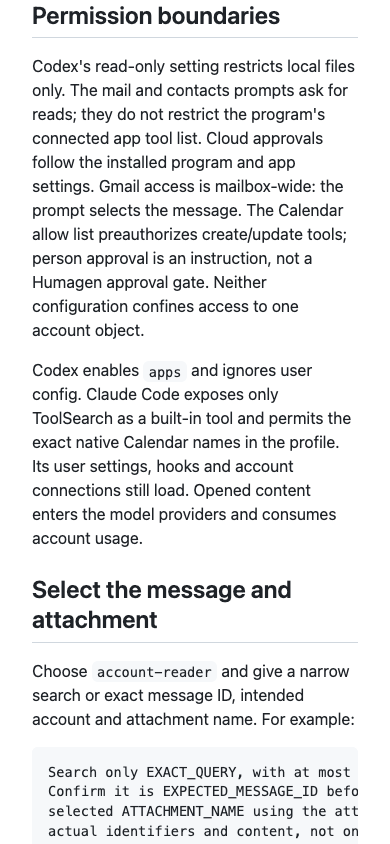 Permission boundaries
Codex's read-only setting restricts local files
only. The mail and contacts prompts ask for
reads; they do not restrict the program's
connected app tool list. Cloud approvals
follow the installed program and app
settings. Gmail access is mailbox-wide: the
prompt selects the message. The Calendar
allow list preauthorizes create/update tools;
person approval is an instruction, not a
Humagen approval gate. Neither
configuration confines access to one
account object.
Codex enables apps and ignores user
config. Claude Code exposes only
ToolSearch as a built-in tool and permits the
exact native Calendar names in the profile.
Its user settings, hooks and account
connections still load. Opened content
enters the model providers and consumes
account usage.
Select the message and
attachment
Choose account-reader and give a narrow
search or exact message ID, intended
account and attachment name. For example:
Search only EXACT_QUERY, with at most
Confirm it is EXPECTED_MESSAGE_ID befo
selected ATTACHMENT_NAME using the att
actual identifiers and content, not on